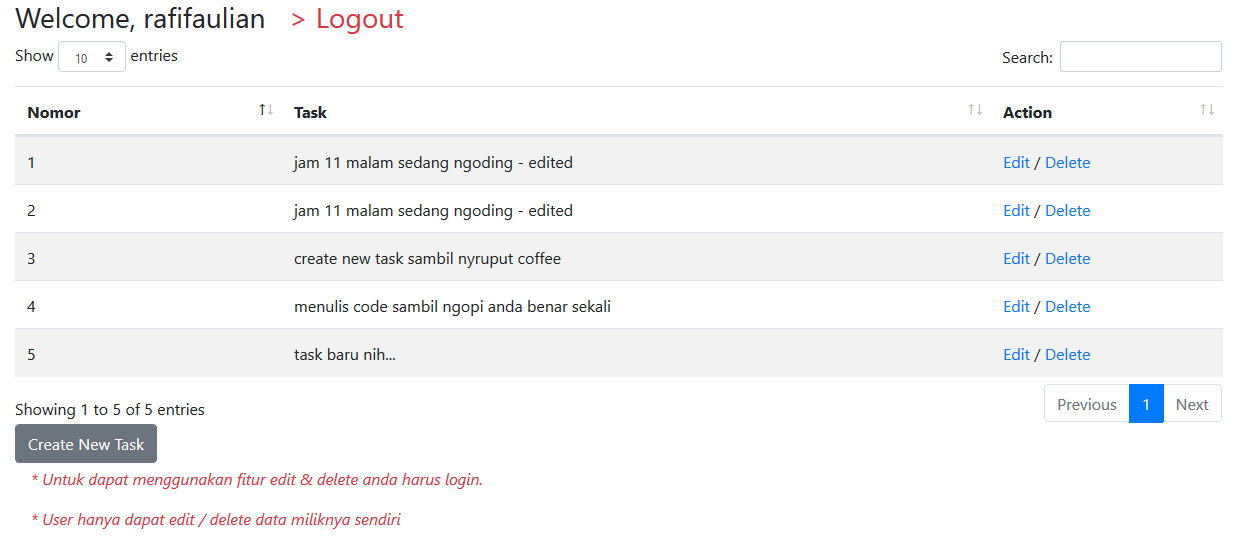 Welcome, rafifaulian > Logout
Show 10 entries Search:
Nomor Task Action
1 jam 11 malam sedang ngoding - edited Edit / Delete
2 jam 11 malam sedang ngoding - edited Edit / Delete
3 create new task sambil nyruput coffee Edit / Delete
4 menulis code sambil ngopi anda benar sekali Edit / Delete
5 task baru nih... Edit / Delete
Previous 1 Next
Showing 1 to 5 of 5 entries
Create New Task
* Untuk dapat menggunakan fitur edit & delete anda harus login.
* User hanya dapat edit / delete data miliknya sendiri